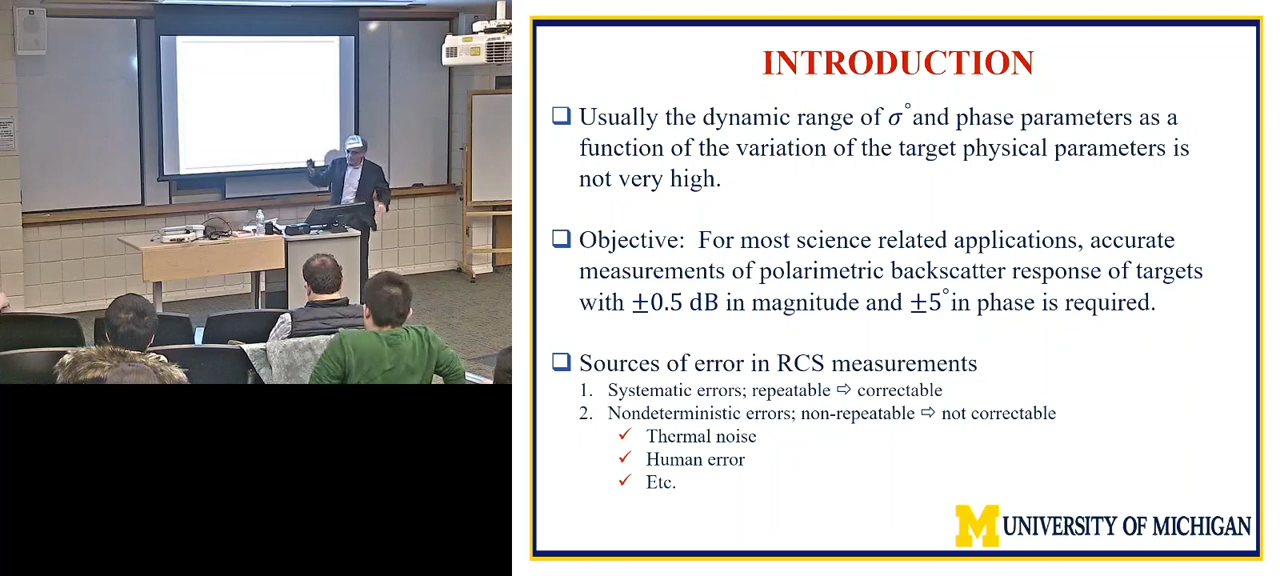 INTRODUCTION
❑ Usually the dynamic range of σ° and phase parameters as a
function of the variation of the target physical parameters is
not very high.
❑ Objective: For most science related applications, accurate
measurements of polarimetric backscatter response of targets
with ±0.5 dB in magnitude and ±5° in phase is required.
❑ Sources of error in RCS measurements
1. Systematic errors; repeatable ⇨ correctable
2. Nondeterministic errors; non-repeatable ⇨ not correctable
✓ Thermal noise
✓ Human error
✓ Etc.
M UNIVERSITY OF MICHIGAN